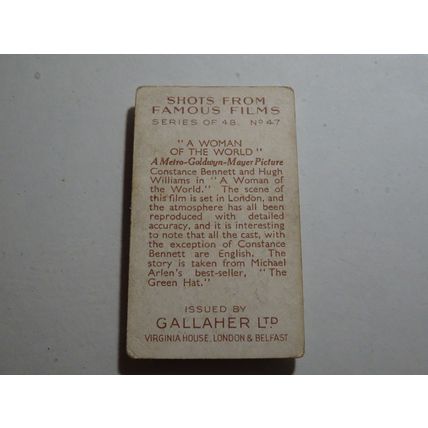 SHOTS FROM
FAMOUS FILMS
SERIES OF 48. Nº 47
"A WOMAN
OF THE WORLD"
A Metro-Goldwyn-Mayer Picture
Constance Bennett and Hugh
Williams in "A Woman of
the World." The scene of
this film is set in London, and
the atmosphere has all been
reproduced with detailed
accuracy, and it is interesting
to note that all the cast, with
the exception of Constance
Bennett are English. The
story is taken from Michael
Arlen's best-seller, "The
Green Hat."
ISSUED BY
GALLAHER LTD
VIRGINIA HOUSE, LONDON & BELFAST